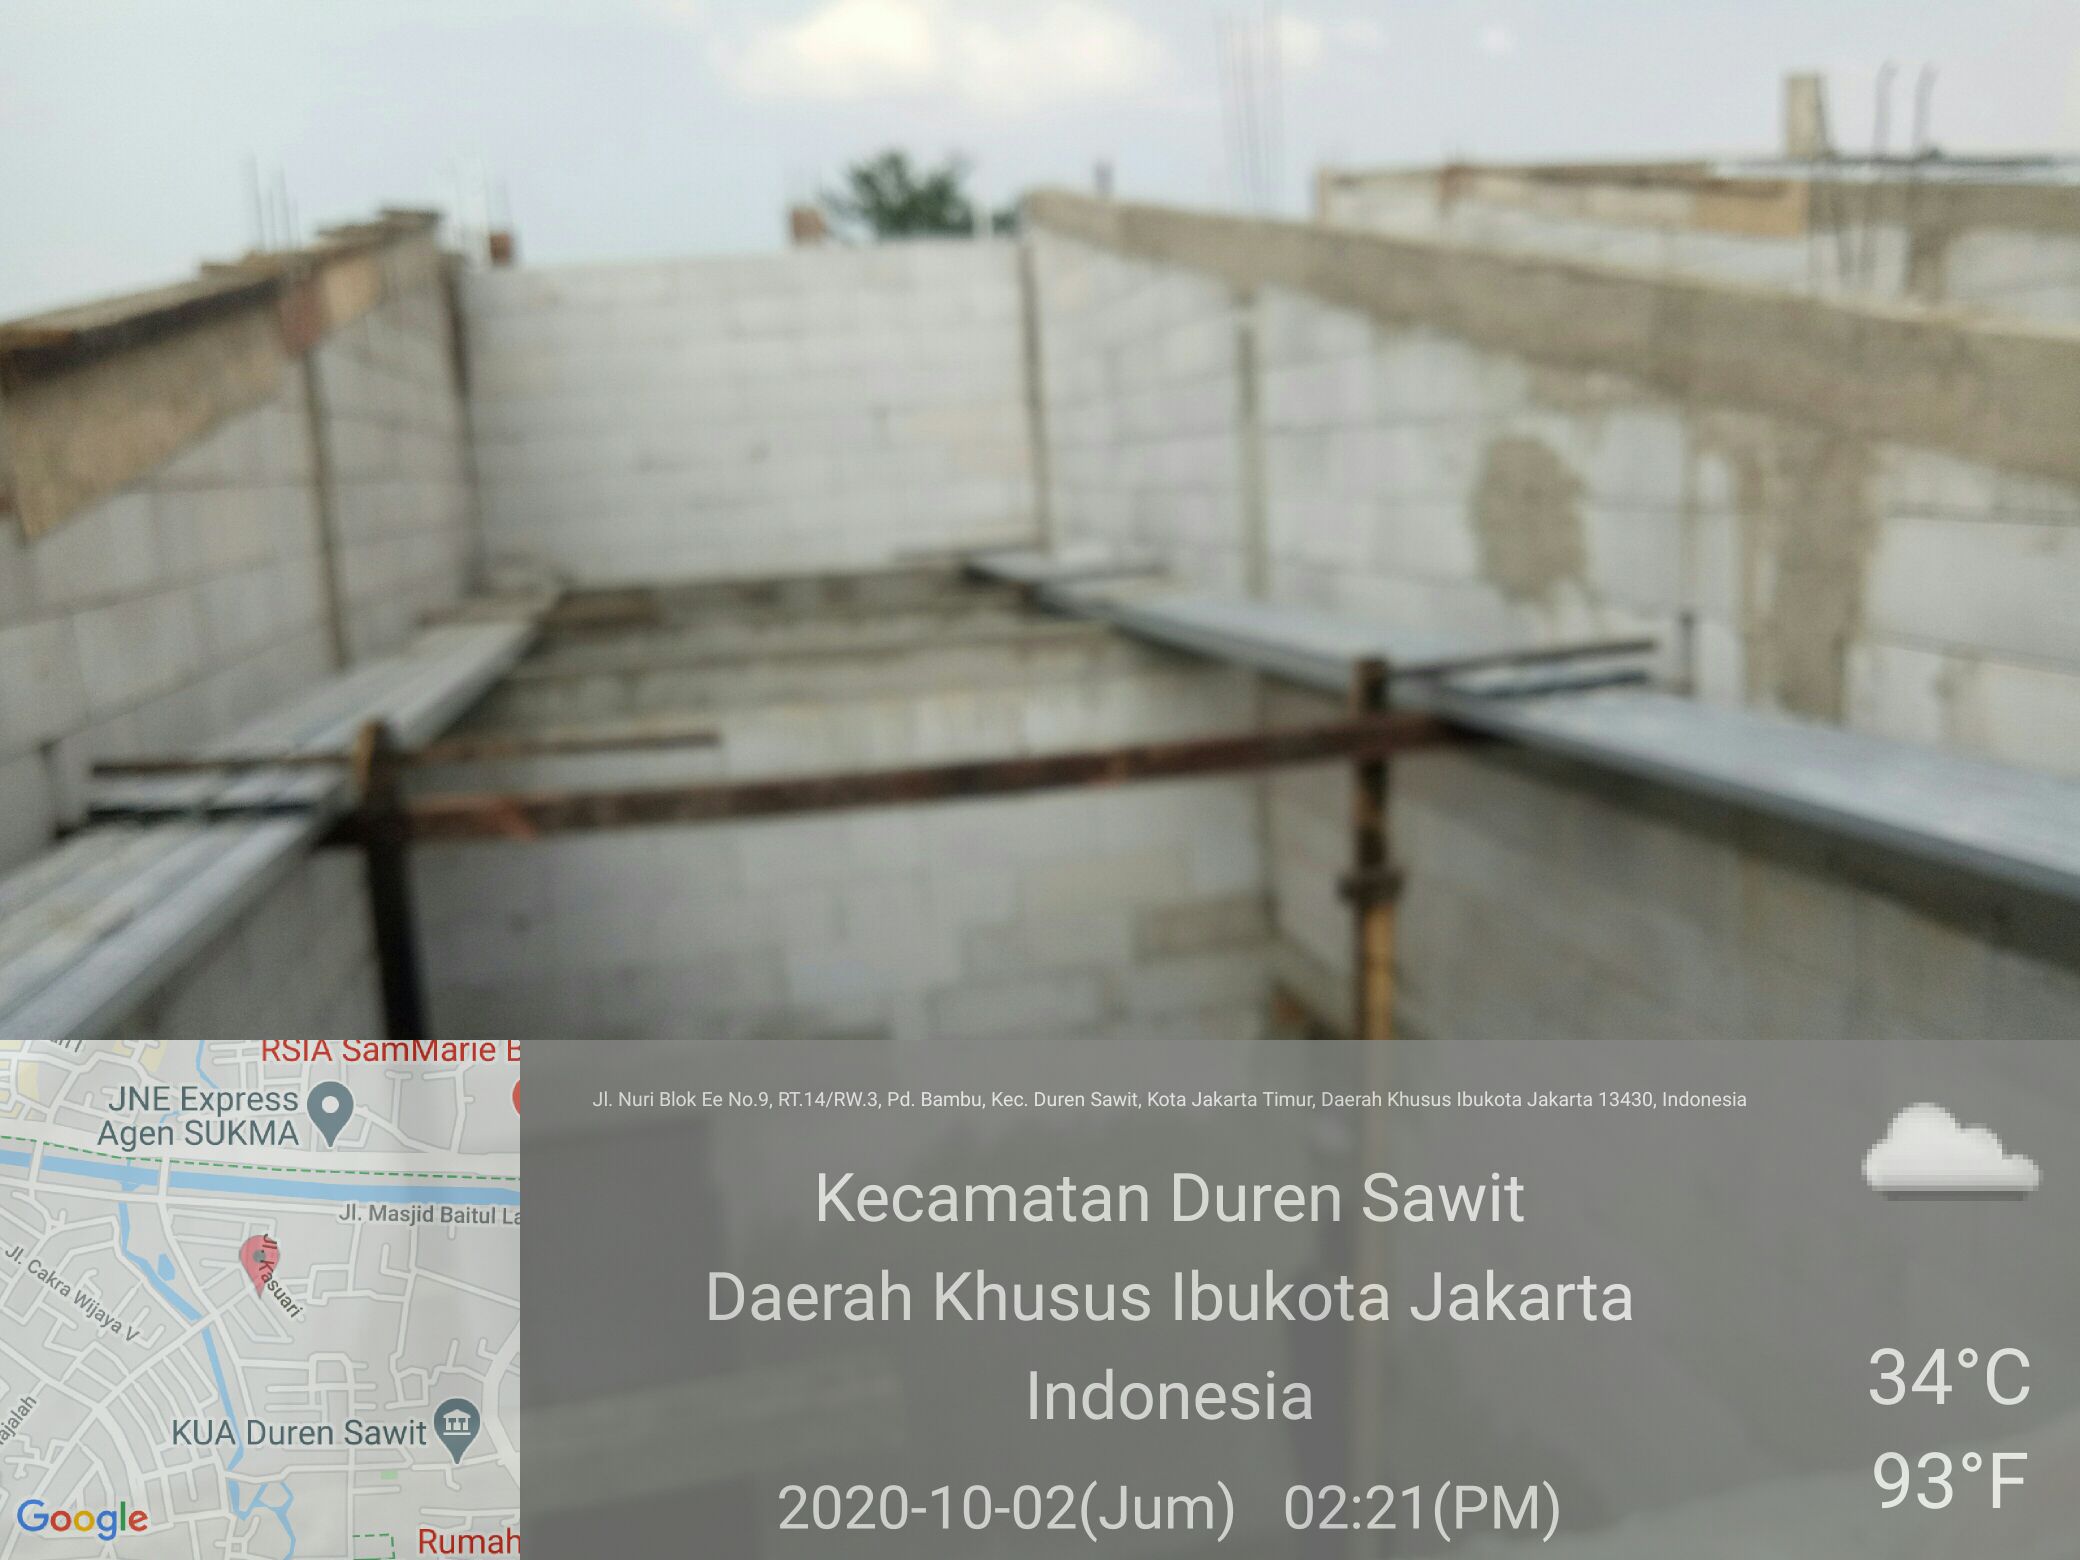 RSIA SamMarie B
JNE Express
Agen SUKMA
Jl. Masjid Baitul La
Jl. Cakra Wijaya V
Jl. Kasuari
KUA Duren Sawit
Google
Rumah
Jl. Nuri Blok Ee No.9, RT.14/RW.3, Pd. Bambu, Kec. Duren Sawit, Kota Jakarta Timur, Daerah Khusus Ibukota Jakarta 13430, Indonesia
Kecamatan Duren Sawit
Daerah Khusus Ibukota Jakarta
Indonesia
2020-10-02(Jum) 02:21(PM)
34°C
93°F